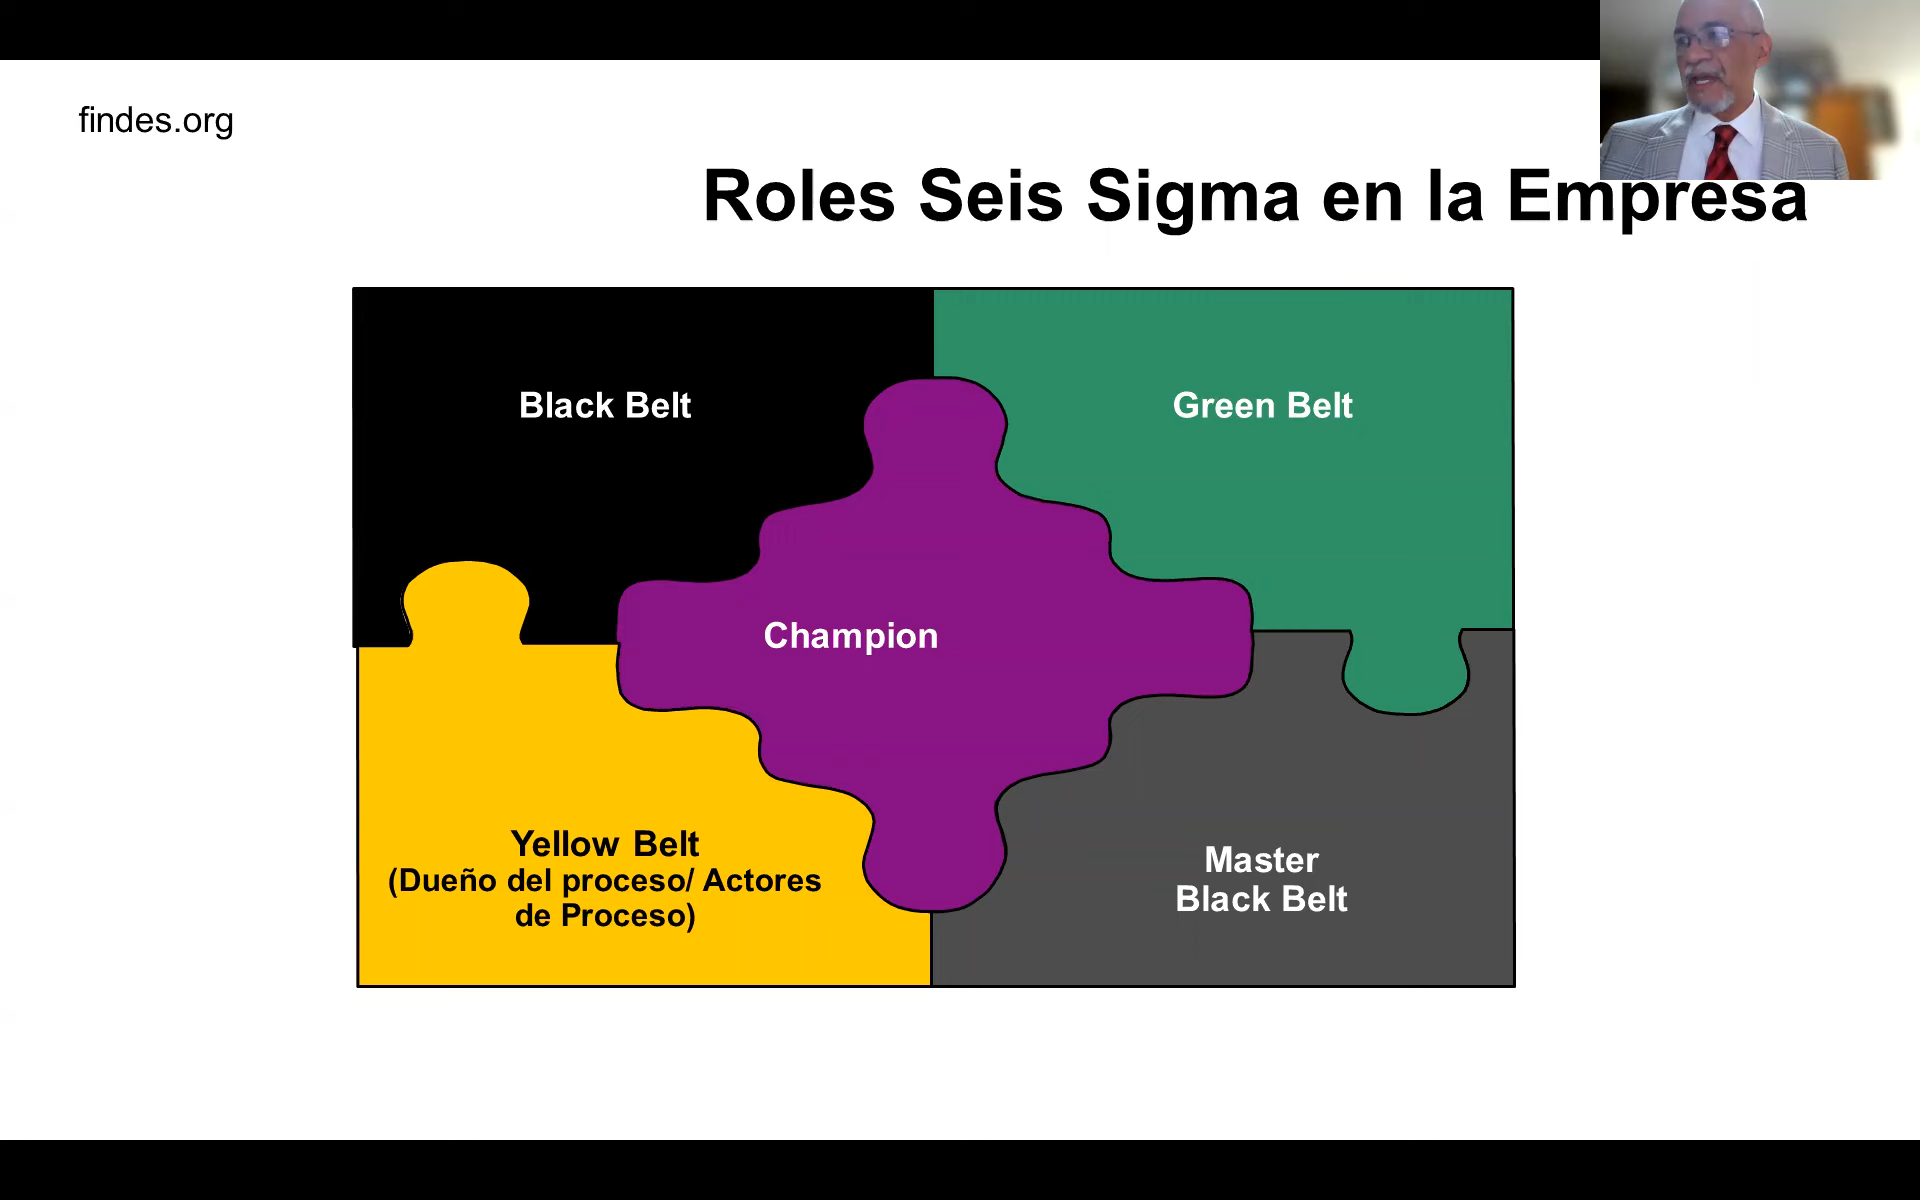 findes.org
Roles Seis Sigma en la Empresa
Black Belt
Green Belt
Champion
Yellow Belt
(Dueño del proceso/ Actores
de Proceso)
Master
Black Belt